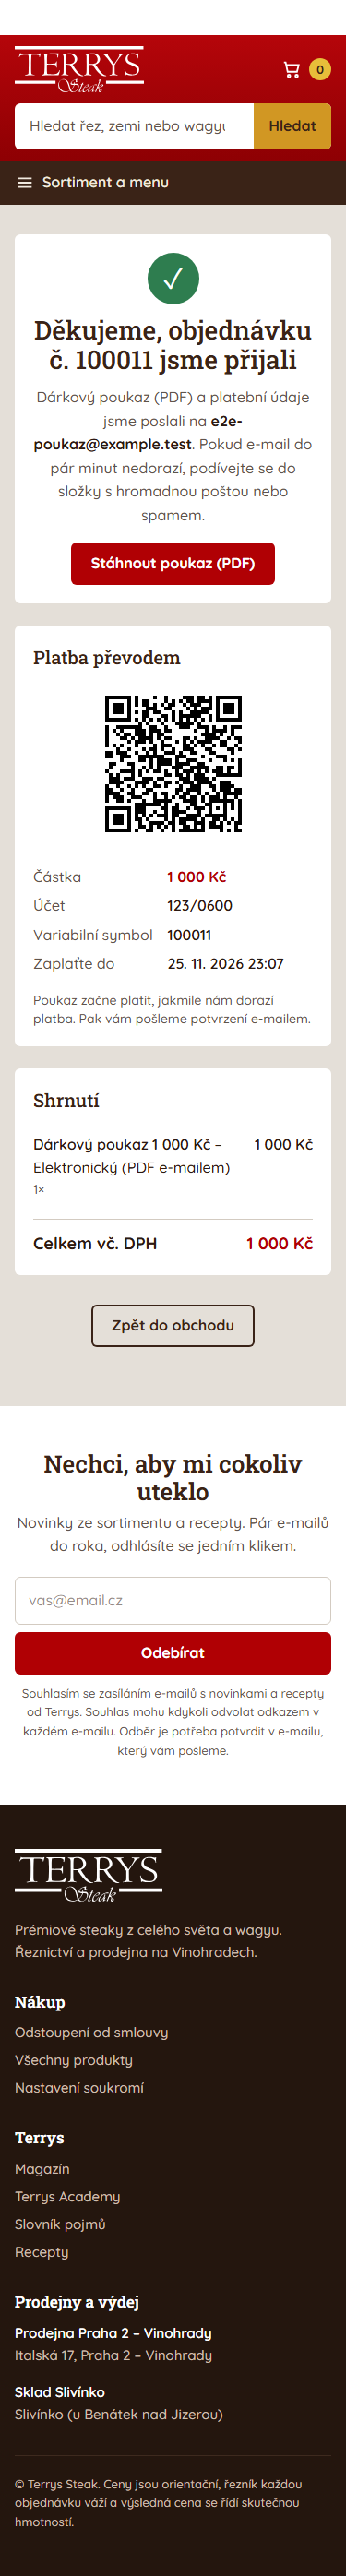 TERRYS
Steak
0
Hledat řez, zemi nebo wagyu
Hledat
Sortiment a menu
Děkujeme, objednávku
č. 100011 jsme přijali
Dárkový poukaz (PDF) a platební údaje
jsme poslali na e2e-
poukaz@example.test. Pokud e-mail do
pár minut nedorazí, podívejte se do
složky s hromadnou poštou nebo
spamem.
Stáhnout poukaz (PDF)
Platba převodem
Částka 1 000 Kč
Účet 123/0600
Variabilní symbol 100011
Zaplaťte do 25. 11. 2026 23:07
Poukaz začne platit, jakmile nám dorazí
platba. Pak vám pošleme potvrzení e-mailem.
Shrnutí
Dárkový poukaz 1 000 Kč – 1 000 Kč
Elektronický (PDF e-mailem)
1×
Celkem vč. DPH 1 000 Kč
Zpět do obchodu
Nechci, aby mi cokoliv
uteklo
Novinky ze sortimentu a recepty. Pár e-mailů
do roka, odhlásíte se jedním klikem.
vas@email.cz
Odebírat
Souhlasím se zasíláním e-mailů s novinkami a recepty
od Terrys. Souhlas mohu kdykoli odvolat odkazem v
každém e-mailu. Odběr je potřeba potvrdit v e-mailu,
který vám pošleme.
TERRYS
Steak
Prémiové steaky z celého světa a wagyu.
Řeznictví a prodejna na Vinohradech.
Nákup
Odstoupení od smlouvy
Všechny produkty
Nastavení soukromí
Terrys
Magazín
Terrys Academy
Slovník pojmů
Recepty
Prodejny a výdej
Prodejna Praha 2 – Vinohrady
Italská 17, Praha 2 – Vinohrady
Sklad Slivínko
Slivínko (u Benátek nad Jizerou)
© Terrys Steak. Ceny jsou orientační, řezník každou
objednávku váží a výsledná cena se řídí skutečnou
hmotností.